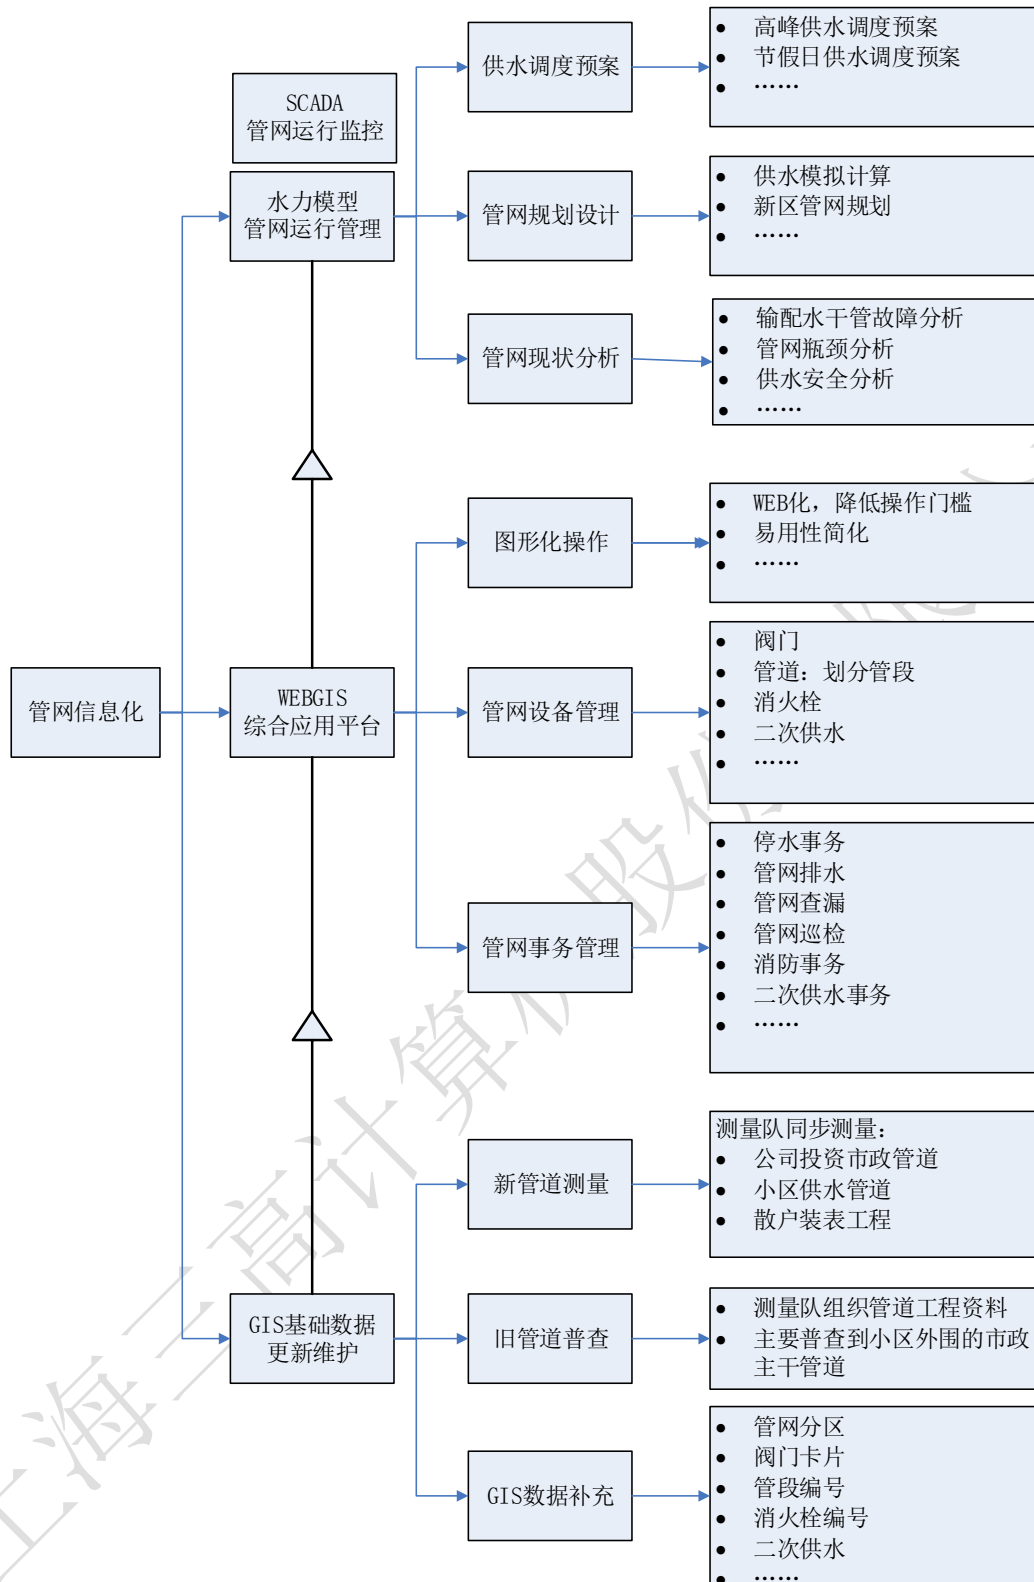 供水调度预案
● 高峰供水调度预案
● 节假日供水调度预案
● ……
SCADA
管网运行监控
水力模型
管网运行管理
管网规划设计
● 供水模拟计算
● 新区管网规划
● ……
管网现状分析
● 输配水干管故障分析
● 管网瓶颈分析
● 供水安全分析
● ……
图形化操作
● WEB化，降低操作门槛
● 易用性简化
● ……
管网信息化
WEBGIS
综合应用平台
管网设备管理
● 阀门
● 管道：划分管段
● 消火栓
● 二次供水
● ……
管网事务管理
● 停水事务
● 管网排水
● 管网查漏
● 管网巡检
● 消防事务
● 二次供水事务
● ……
新管道测量
测量队同步测量：
● 公司投资市政管道
● 小区供水管道
● 散户装表工程
GIS基础数据
更新维护
旧管道普查
● 测量队组织管道工程资料
● 主要普查到小区外围的市政
主干管道
GIS数据补充
● 管网分区
● 阀门卡片
● 管段编号
● 消火栓编号
● 二次供水
● ……
上海三高计算机股份